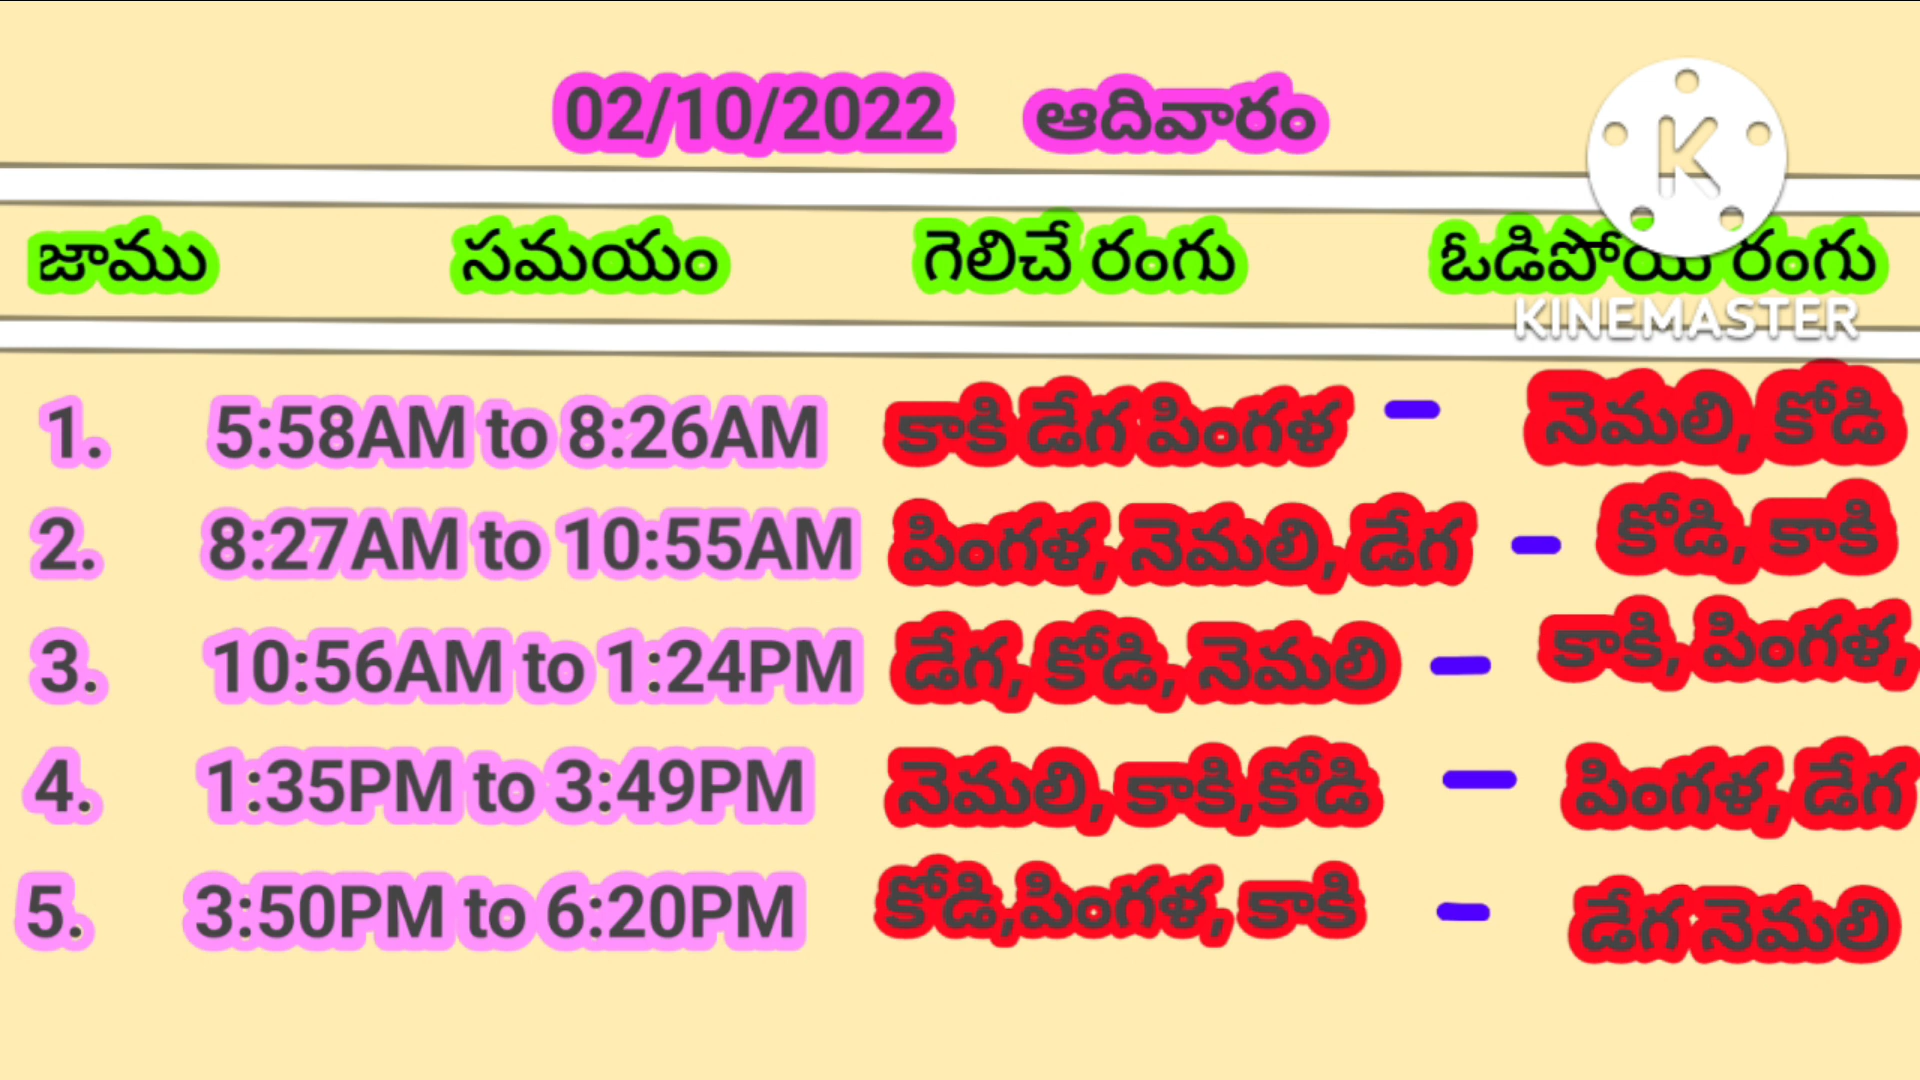 02/10/2022 ఆదివారం
జాము సమయం గెలిచే రంగు ఓడిపోయే రంగు
KINEMASTER
1. 5:58AM to 8:26AM కాకి డేగ పింగళ - నెమలి, కోడి
2. 8:27AM to 10:55AM పింగళ, నెమలి, డేగ - కోడి, కాకి
3. 10:56AM to 1:24PM డేగ, కోడి, నెమలి - కాకి, పింగళ,
4. 1:35PM to 3:49PM నెమలి, కాకి,కోడి - పింగళ, డేగ
5. 3:50PM to 6:20PM కోడి,పింగళ, కాకి - డేగ నెమలి